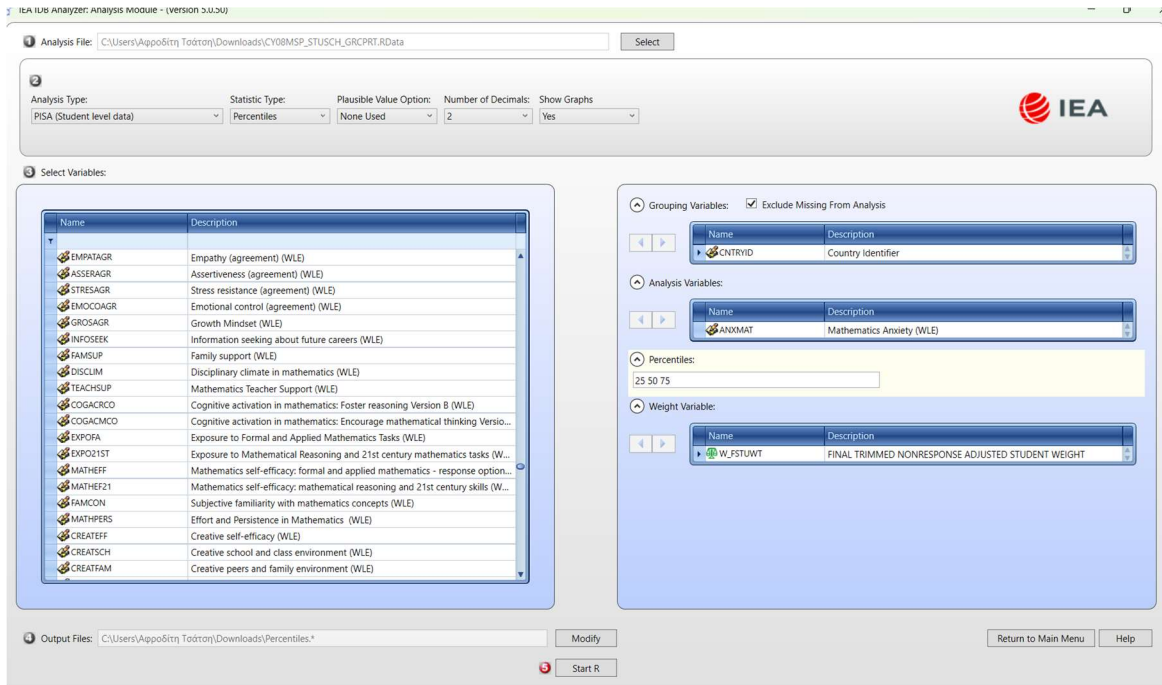 IEA IDB Analyzer: Analysis Module - (Version 5.0.50)
1 Analysis File: C:\Users\Αφροδίτη Τσάτση\Downloads\CY08MSP_STUSCH_GRCPRT.RData Select
2
Analysis Type: Statistic Type: Plausible Value Option: Number of Decimals: Show Graphs
PISA (Student level data) Percentiles None Used 2 Yes
IEA
3 Select Variables:
Name Description
EMPATAGR Empathy (agreement) (WLE)
ASSERAGR Assertiveness (agreement) (WLE)
STRESAGR Stress resistance (agreement) (WLE)
EMOCOAGR Emotional control (agreement) (WLE)
GROSAGR Growth Mindset (WLE)
INFOSEEK Information seeking about future careers (WLE)
FAMSUP Family support (WLE)
DISCLIM Disciplinary climate in mathematics (WLE)
TEACHSUP Mathematics Teacher Support (WLE)
COGACRCO Cognitive activation in mathematics: Foster reasoning Version B (WLE)
COGACMCO Cognitive activation in mathematics: Encourage mathematical thinking Versio...
EXPOFA Exposure to Formal and Applied Mathematics Tasks (WLE)
EXPO21ST Exposure to Mathematical Reasoning and 21st century mathematics tasks (W...
MATHEFF Mathematics self-efficacy: formal and applied mathematics - response option...
MATHEF21 Mathematics self-efficacy: mathematical reasoning and 21st century skills (W...
FAMCON Subjective familiarity with mathematics concepts (WLE)
MATHPERS Effort and Persistence in Mathematics (WLE)
CREATEFF Creative self-efficacy (WLE)
CREATSCH Creative school and class environment (WLE)
CREATFAM Creative peers and family environment (WLE)
Grouping Variables: Exclude Missing From Analysis
Name Description
CNTRYID Country Identifier
Analysis Variables:
Name Description
ANXMAT Mathematics Anxiety (WLE)
Percentiles:
25 50 75
Weight Variable:
Name Description
W_FSTUWT FINAL TRIMMED NONRESPONSE ADJUSTED STUDENT WEIGHT
4 Output Files: C:\Users\Αφροδίτη Τσάτση\Downloads\Percentiles.* Modify Return to Main Menu Help
5 Start R